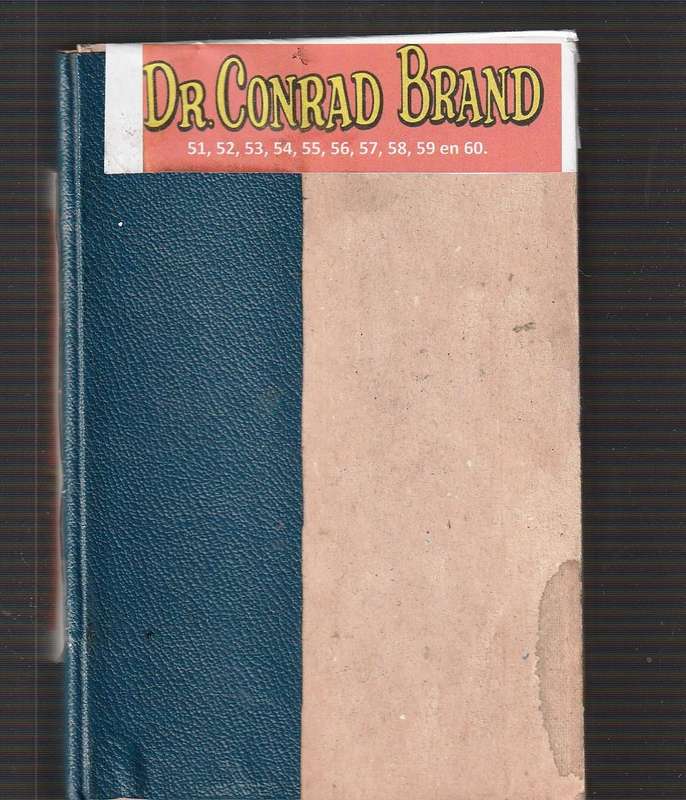 DR. CONRAD BRAND
51, 52, 53, 54, 55, 56, 57, 58, 59 en 60.